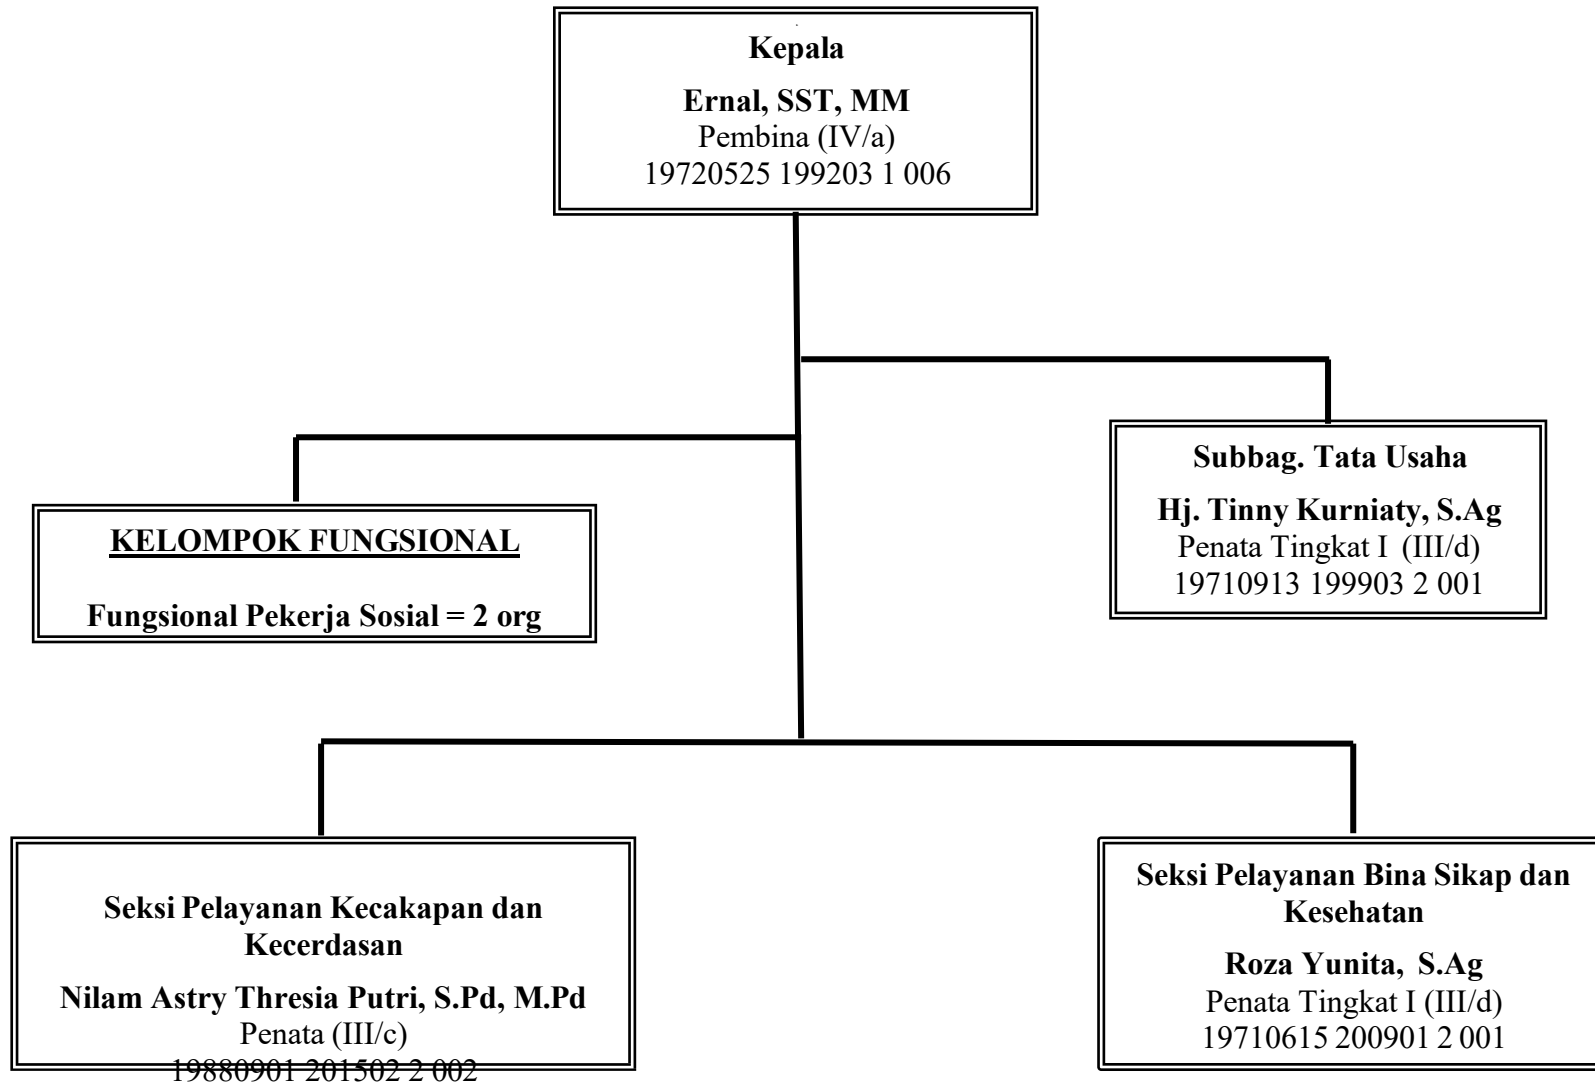 Kepala
Ernal, SST, MM
Pembina (IV/a)
19720525 199203 1 006
Subbag. Tata Usaha
Hj. Tinny Kurniaty, S.Ag
Penata Tingkat I (III/d)
19710913 199903 2 001
KELOMPOK FUNGSIONAL
Fungsional Pekerja Sosial = 2 org
Seksi Pelayanan Kecakapan dan
Kecerdasan
Nilam Astry Thresia Putri, S.Pd, M.Pd
Penata (III/c)
19880901 201502 2 002
Seksi Pelayanan Bina Sikap dan
Kesehatan
Roza Yunita, S.Ag
Penata Tingkat I (III/d)
19710615 200901 2 001